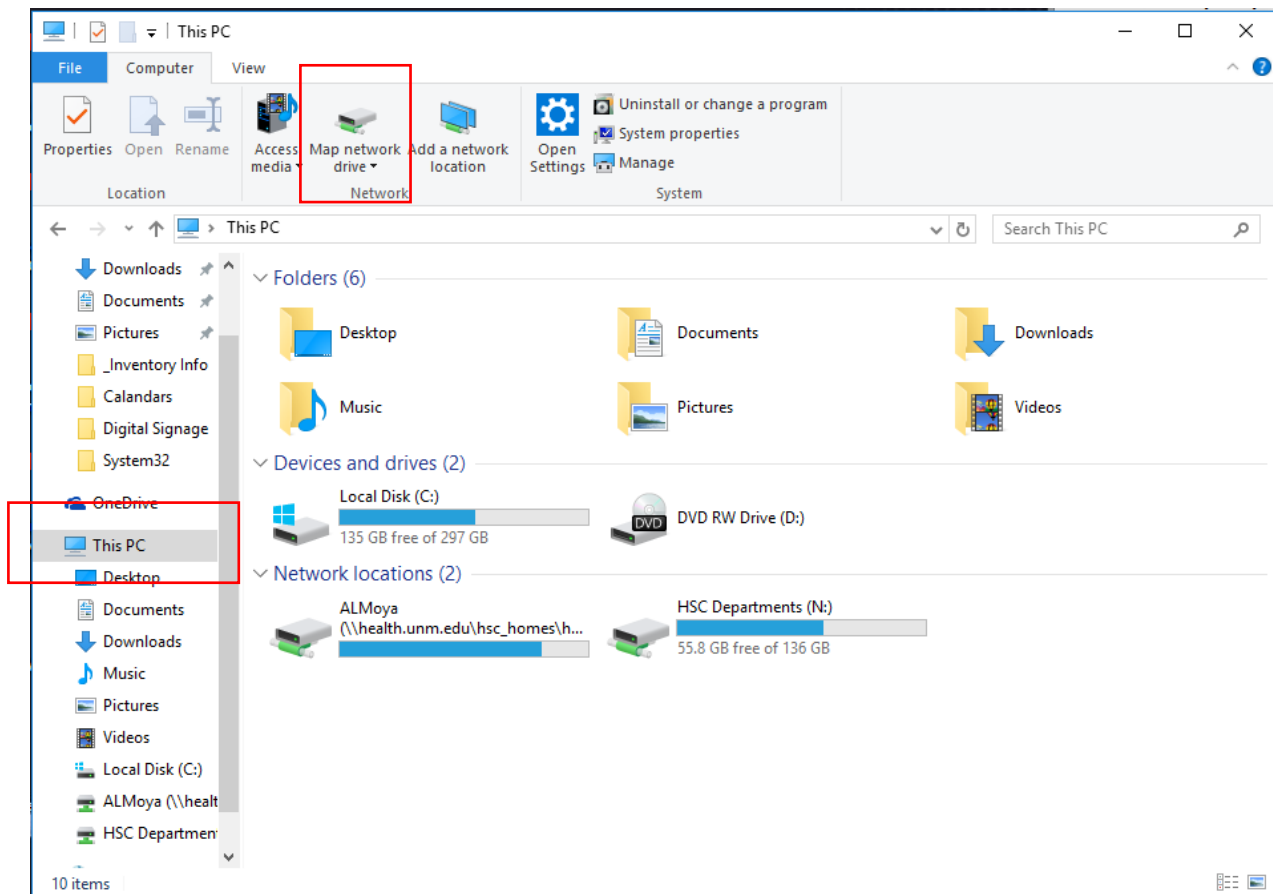 This PC
File Computer View
Properties Open Rename
Location
Access media
Map network drive
Add a network location
Network
Open Settings
Uninstall or change a program
System properties
Manage
System
This PC
Search This PC
Downloads
Documents
Pictures
_Inventory Info
Calandars
Digital Signage
System32
OneDrive
This PC
Desktop
Documents
Downloads
Music
Pictures
Videos
Local Disk (C:)
ALMoya (\\healt
HSC Departmen
Folders (6)
Desktop
Documents
Downloads
Music
Pictures
Videos
Devices and drives (2)
Local Disk (C:)
135 GB free of 297 GB
DVD
DVD RW Drive (D:)
Network locations (2)
ALMoya
(\\health.unm.edu\hsc_homes\h...
HSC Departments (N:)
55.8 GB free of 136 GB
10 items